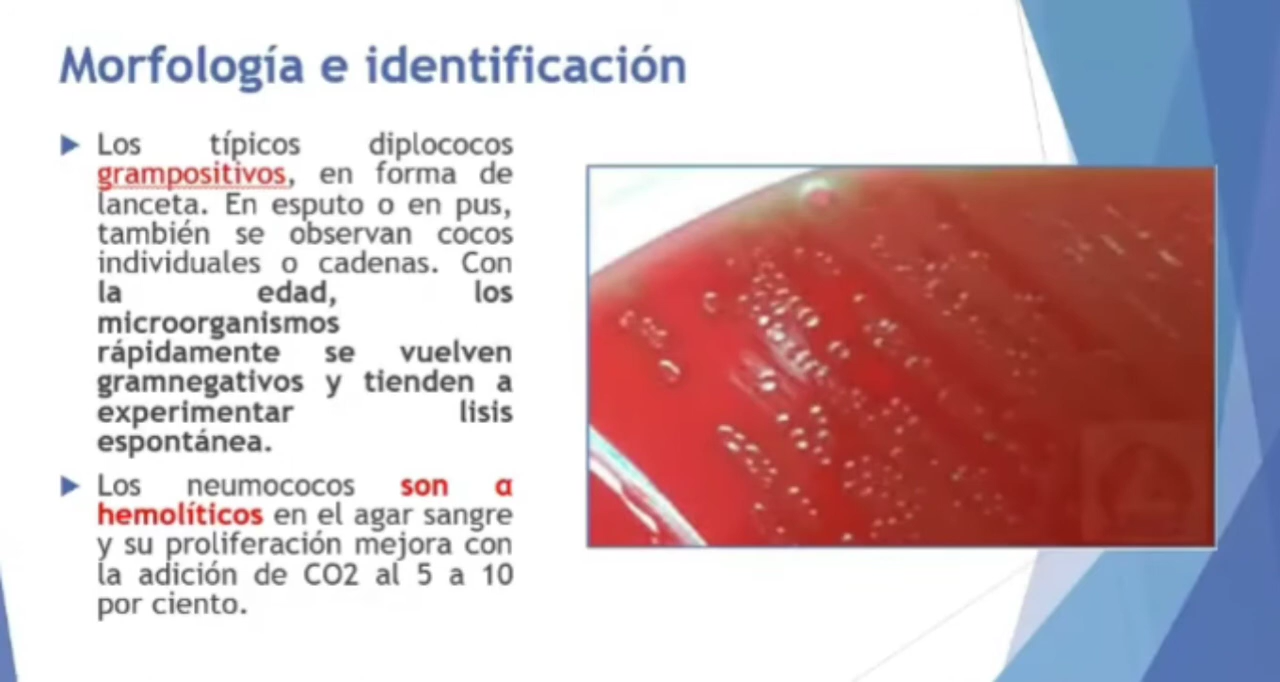 Morfología e identificación
Los típicos diplococos
grampositivos, en forma de
lanceta. En esputo o en pus,
también se observan cocos
individuales o cadenas. Con
la edad, los
microorganismos
rápidamente se vuelven
gramnegativos y tienden a
experimentar lisis
espontánea.
Los neumococos son α
hemolíticos en el agar sangre
y su proliferación mejora con
la adición de CO2 al 5 a 10
por ciento.